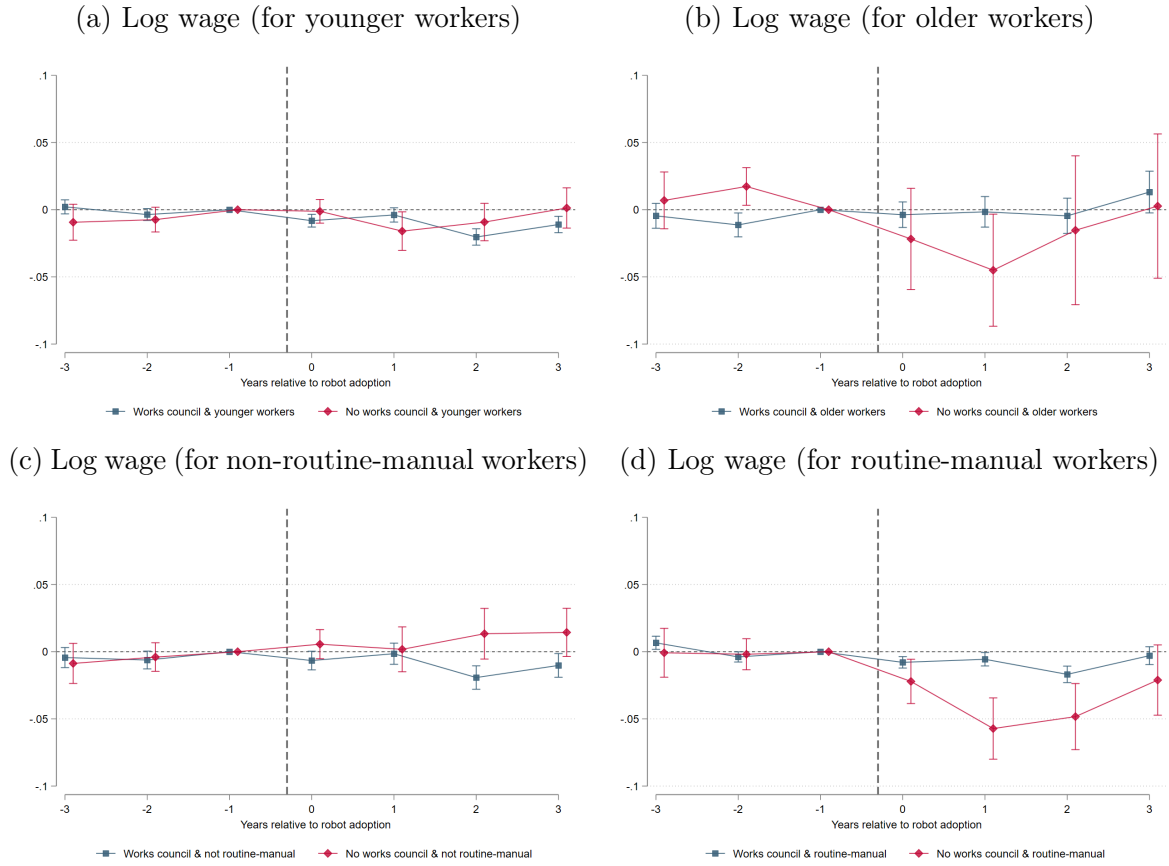 (a) Log wage (for younger workers)
.1
.05
0
-.05
-.1
-3 -2 -1 0 1 2 3
Years relative to robot adoption
Works council & younger workers No works council & younger workers
(b) Log wage (for older workers)
.1
.05
0
-.05
-.1
-3 -2 -1 0 1 2 3
Years relative to robot adoption
Works council & older workers No works council & older workers
(c) Log wage (for non-routine-manual workers)
.1
.05
0
-.05
-.1
-3 -2 -1 0 1 2 3
Years relative to robot adoption
Works council & not routine-manual No works council & not routine-manual
(d) Log wage (for routine-manual workers)
.1
.05
0
-.05
-.1
-3 -2 -1 0 1 2 3
Years relative to robot adoption
Works council & routine-manual No works council & routine-manual